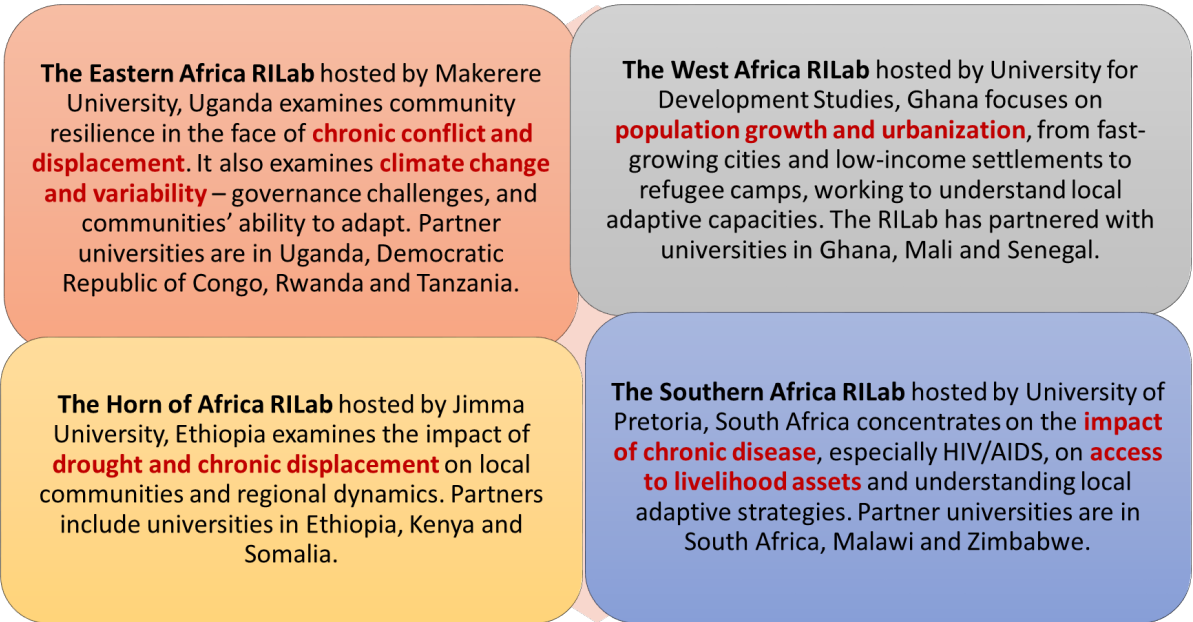 The Eastern Africa RILab hosted by Makerere
University, Uganda examines community
resilience in the face of chronic conflict and
displacement. It also examines climate change
and variability – governance challenges, and
communities’ ability to adapt. Partner
universities are in Uganda, Democratic
Republic of Congo, Rwanda and Tanzania.
The West Africa RILab hosted by University for
Development Studies, Ghana focuses on
population growth and urbanization, from fast-
growing cities and low-income settlements to
refugee camps, working to understand local
adaptive capacities. The RILab has partnered with
universities in Ghana, Mali and Senegal.
The Horn of Africa RILab hosted by Jimma
University, Ethiopia examines the impact of
drought and chronic displacement on local
communities and regional dynamics. Partners
include universities in Ethiopia, Kenya and
Somalia.
The Southern Africa RILab hosted by University of
Pretoria, South Africa concentrates on the impact
of chronic disease, especially HIV/AIDS, on access
to livelihood assets and understanding local
adaptive strategies. Partner universities are in
South Africa, Malawi and Zimbabwe.